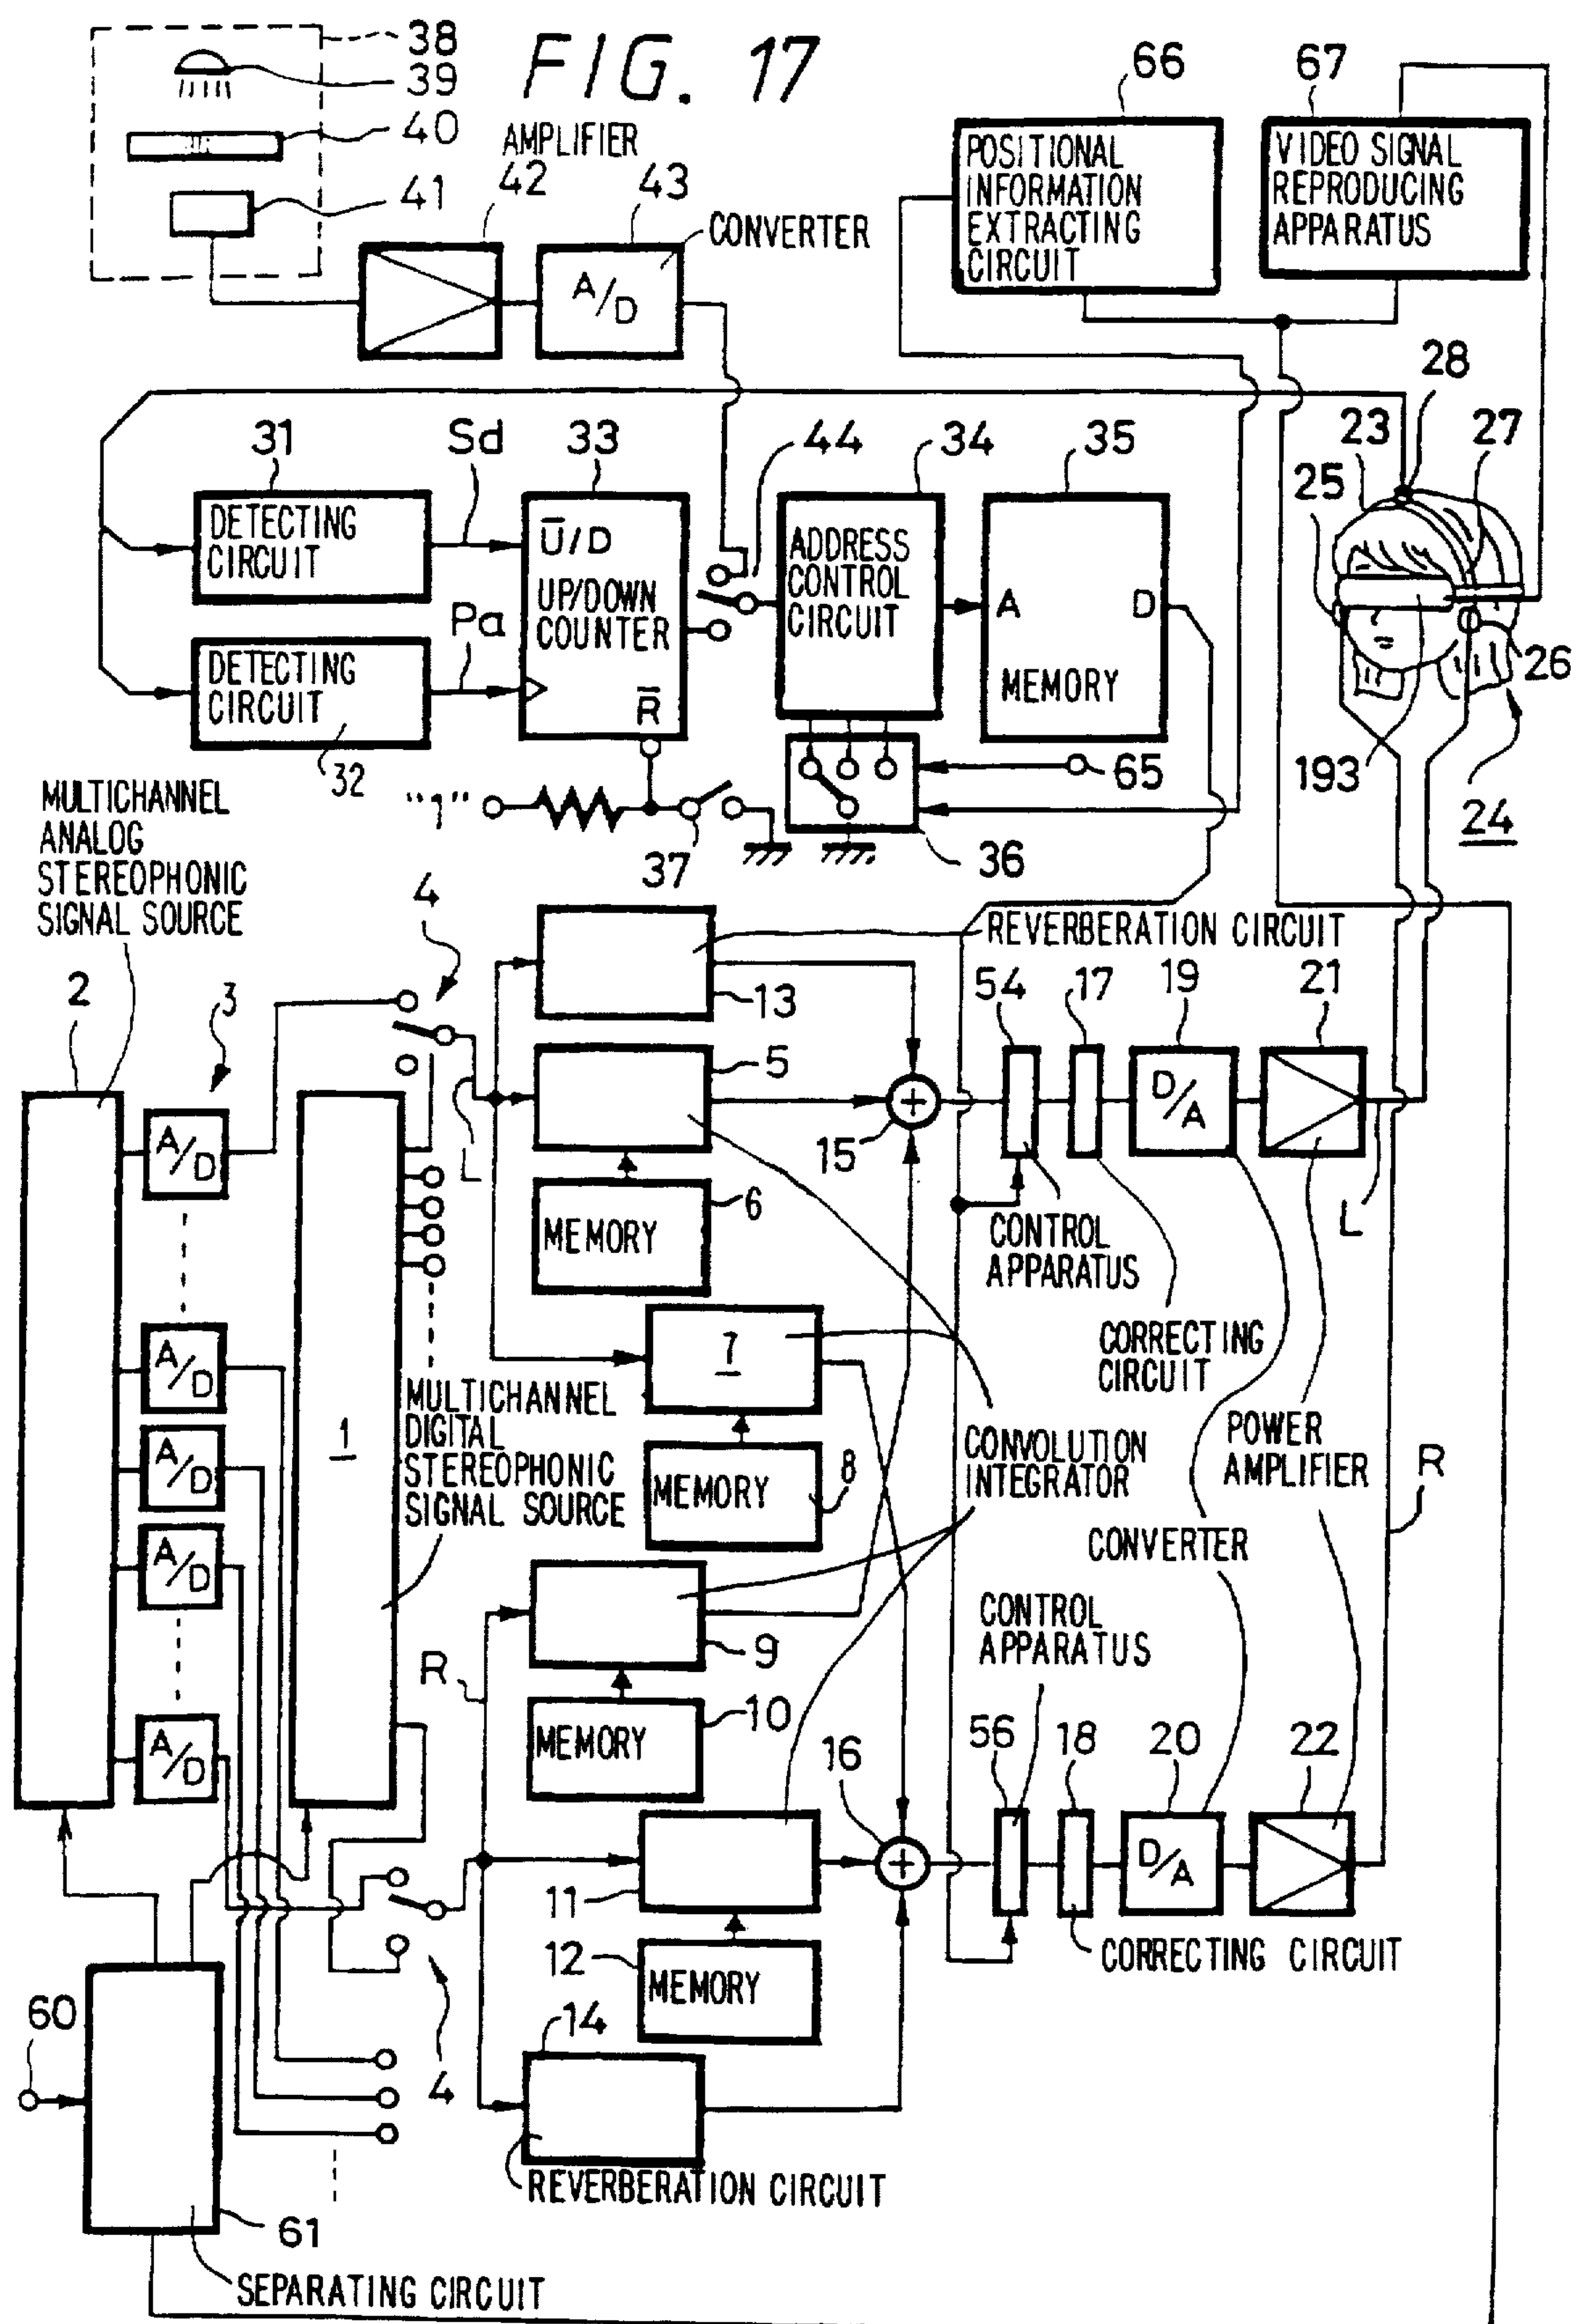 FIG. 17
38
39
40
41
AMPLIFIER
42
43
CONVERTER
A/D
66
POSITIONAL
INFORMATION
EXTRACTING
CIRCUIT
67
VIDEO SIGNAL
REPRODUCING
APPARATUS
28
23
27
25
26
193
24
31
DETECTING
CIRCUIT
Sd
33
U̅/D
UP/DOWN
COUNTER
R̅
44
34
ADDRESS
CONTROL
CIRCUIT
35
A
D
MEMORY
Pa
DETECTING
CIRCUIT
32
"1"
37
65
36
MULTICHANNEL
ANALOG
STEREOPHONIC
SIGNAL SOURCE
2
3
4
REVERBERATION CIRCUIT
13
5
L
MEMORY
6
15
54
17
19
21
D/A
L
CONTROL
APPARATUS
CORRECTING
CIRCUIT
A/D
A/D
A/D
A/D
A/D
1
MULTICHANNEL
DIGITAL
STEREOPHONIC
SIGNAL SOURCE
7
MEMORY
8
CONVOLUTION
INTEGRATOR
POWER
AMPLIFIER
R
CONVERTER
CONTROL
APPARATUS
R
9
MEMORY
10
16
56
18
20
22
D/A
11
12
MEMORY
CORRECTING CIRCUIT
4
14
REVERBERATION CIRCUIT
60
61
SEPARATING CIRCUIT